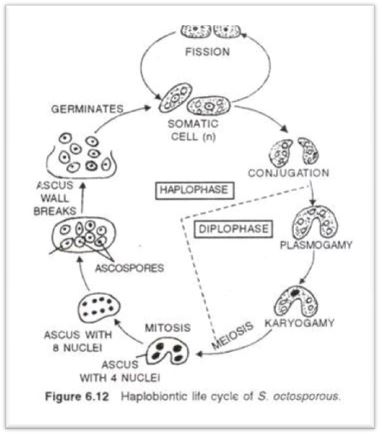 FISSION
GERMINATES
SOMATIC
CELL (n)
CONJUGATION
ASCUS
WALL
BREAKS
HAPLOPHASE
DIPLOPHASE
PLASMOGAMY
ASCOSPORES
KARYOGAMY
MEIOSIS
MITOSIS
ASCUS WITH
8 NUCLEI
ASCUS
WITH 4 NUCLEI
Figure 6.12 Haplobiontic life cycle of S. octosporous.